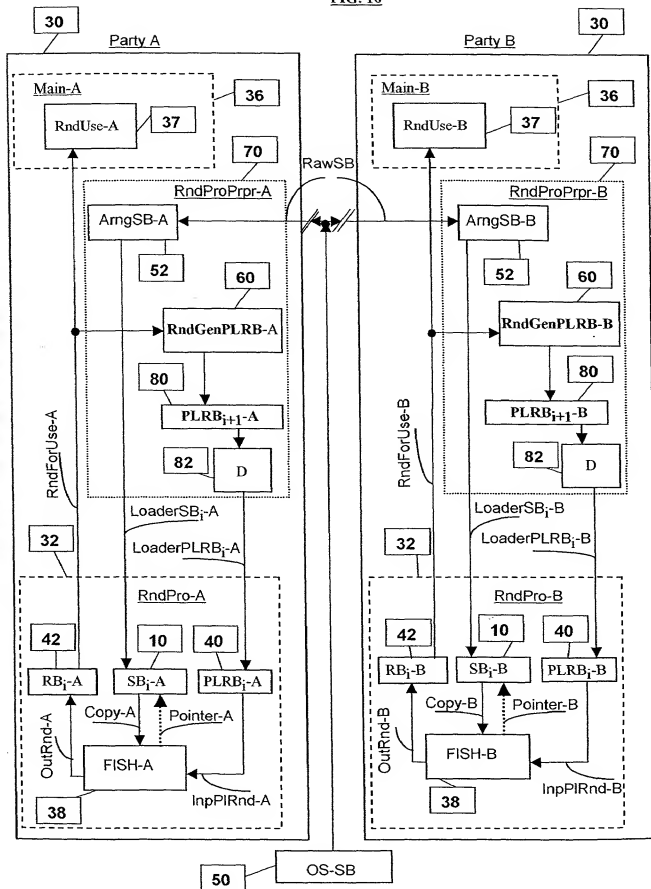 FIG. 10
30
Party A
Main-A
36
RndUse-A
37
70
RndProPrpr-A
ArngSB-A
52
60
RndGenPLRB-A
80
PLRBi+1-A
82
D
RndForUse-A
LoaderSBi-A
LoaderPLRBi-A
32
RndPro-A
42
10
40
RBi-A
SBi-A
PLRBi-A
Copy-A
Pointer-A
OutRnd-A
FISH-A
InpPlRnd-A
38
RawSB
50
OS-SB
30
Party B
Main-B
36
RndUse-B
37
70
RndProPrpr-B
ArngSB-B
52
60
RndGenPLRB-B
80
PLRBi+1-B
82
D
RndForUse-B
LoaderSBi-B
LoaderPLRBi-B
32
RndPro-B
42
10
40
RBi-B
SBi-B
PLRBi-B
Copy-B
Pointer-B
OutRnd-B
FISH-B
InpPlRnd-B
38